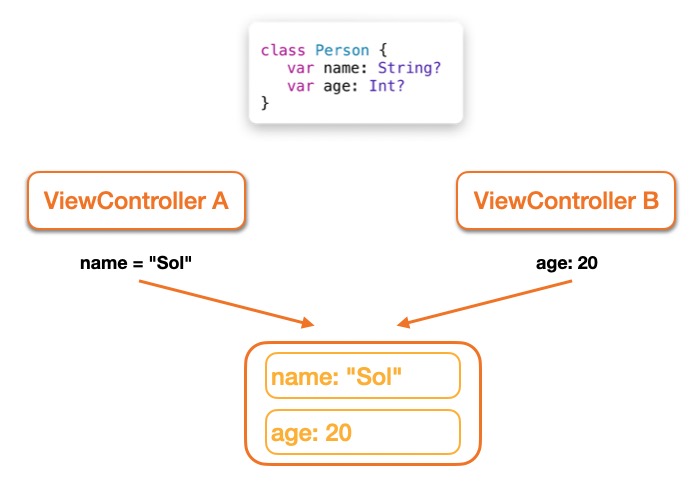 class Person {
var name: String?
var age: Int?
}
ViewController A
ViewController B
name = "Sol"
age: 20
name: "Sol"
age: 20